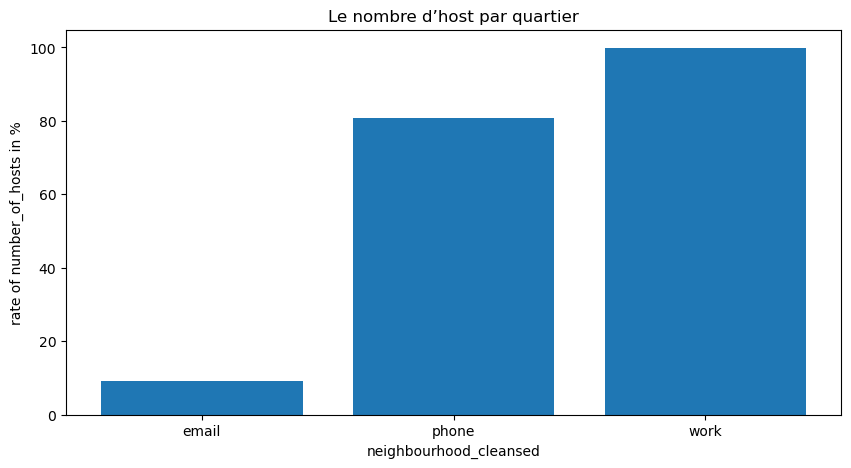 Le nombre d’host par quartier
rate of number_of_hosts in %
100
80
60
40
20
0
email phone work
neighbourhood_cleansed